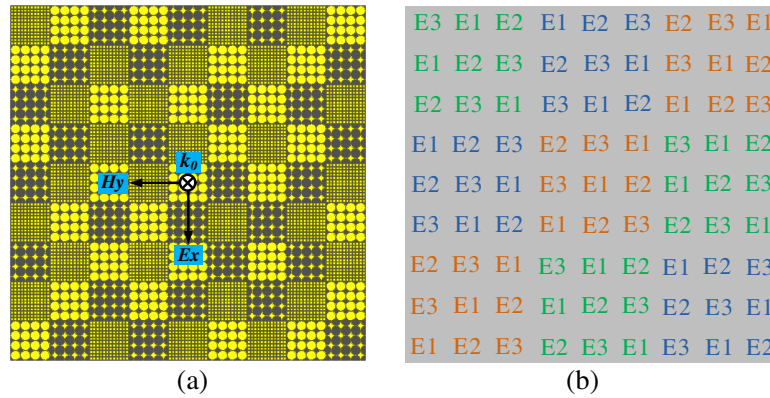 k0
Hy
Ex
(a)
E3 E1 E2 E1 E2 E3 E2 E3 E1
E1 E2 E3 E2 E3 E1 E3 E1 E2
E2 E3 E1 E3 E1 E2 E1 E2 E3
E1 E2 E3 E2 E3 E1 E3 E1 E2
E2 E3 E1 E3 E1 E2 E1 E2 E3
E3 E1 E2 E1 E2 E3 E2 E3 E1
E2 E3 E1 E3 E1 E2 E1 E2 E3
E3 E1 E2 E1 E2 E3 E2 E3 E1
E1 E2 E3 E2 E3 E1 E3 E1 E2
(b)